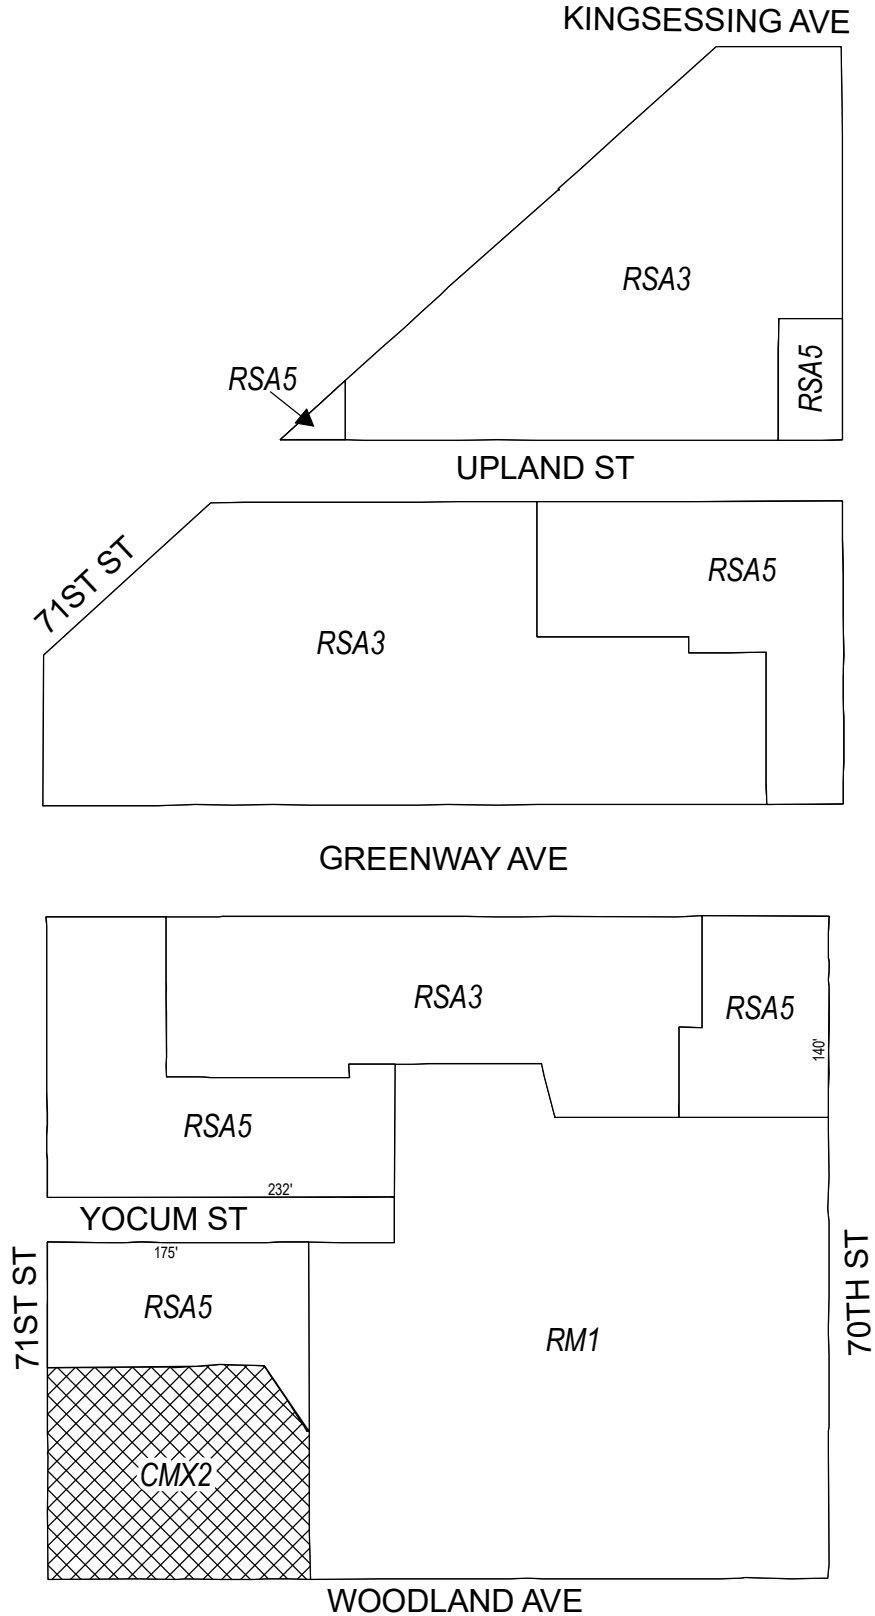 KINGSESSING AVE
RSA3
RSA5
RSA5
UPLAND ST
71ST ST
RSA5
RSA3
GREENWAY AVE
RSA3
RSA5
140'
RSA5
232'
YOCUM ST
175'
71ST ST
RSA5
RM1
70TH ST
CMX2
WOODLAND AVE